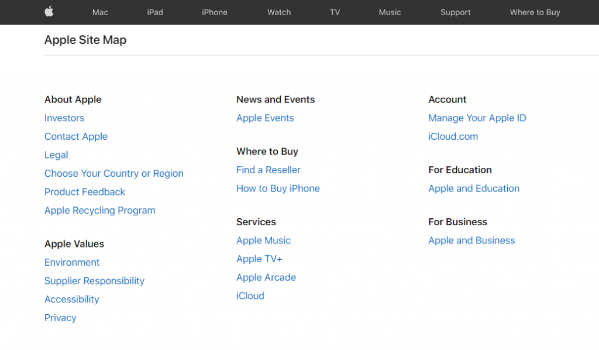 Mac iPad iPhone Watch TV Music Support Where to Buy
Apple Site Map
About Apple
Investors
Contact Apple
Legal
Choose Your Country or Region
Product Feedback
Apple Recycling Program
Apple Values
Environment
Supplier Responsibility
Accessibility
Privacy
News and Events
Apple Events
Where to Buy
Find a Reseller
How to Buy iPhone
Services
Apple Music
Apple TV+
Apple Arcade
iCloud
Account
Manage Your Apple ID
iCloud.com
For Education
Apple and Education
For Business
Apple and Business